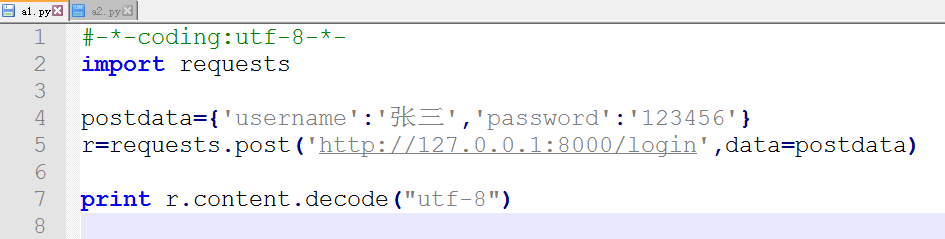 a1.py a2.py
1 #-*-coding:utf-8-*-
2 import requests
3
4 postdata={'username':'张三','password':'123456'}
5 r=requests.post('http://127.0.0.1:8000/login',data=postdata)
6
7 print r.content.decode("utf-8")
8